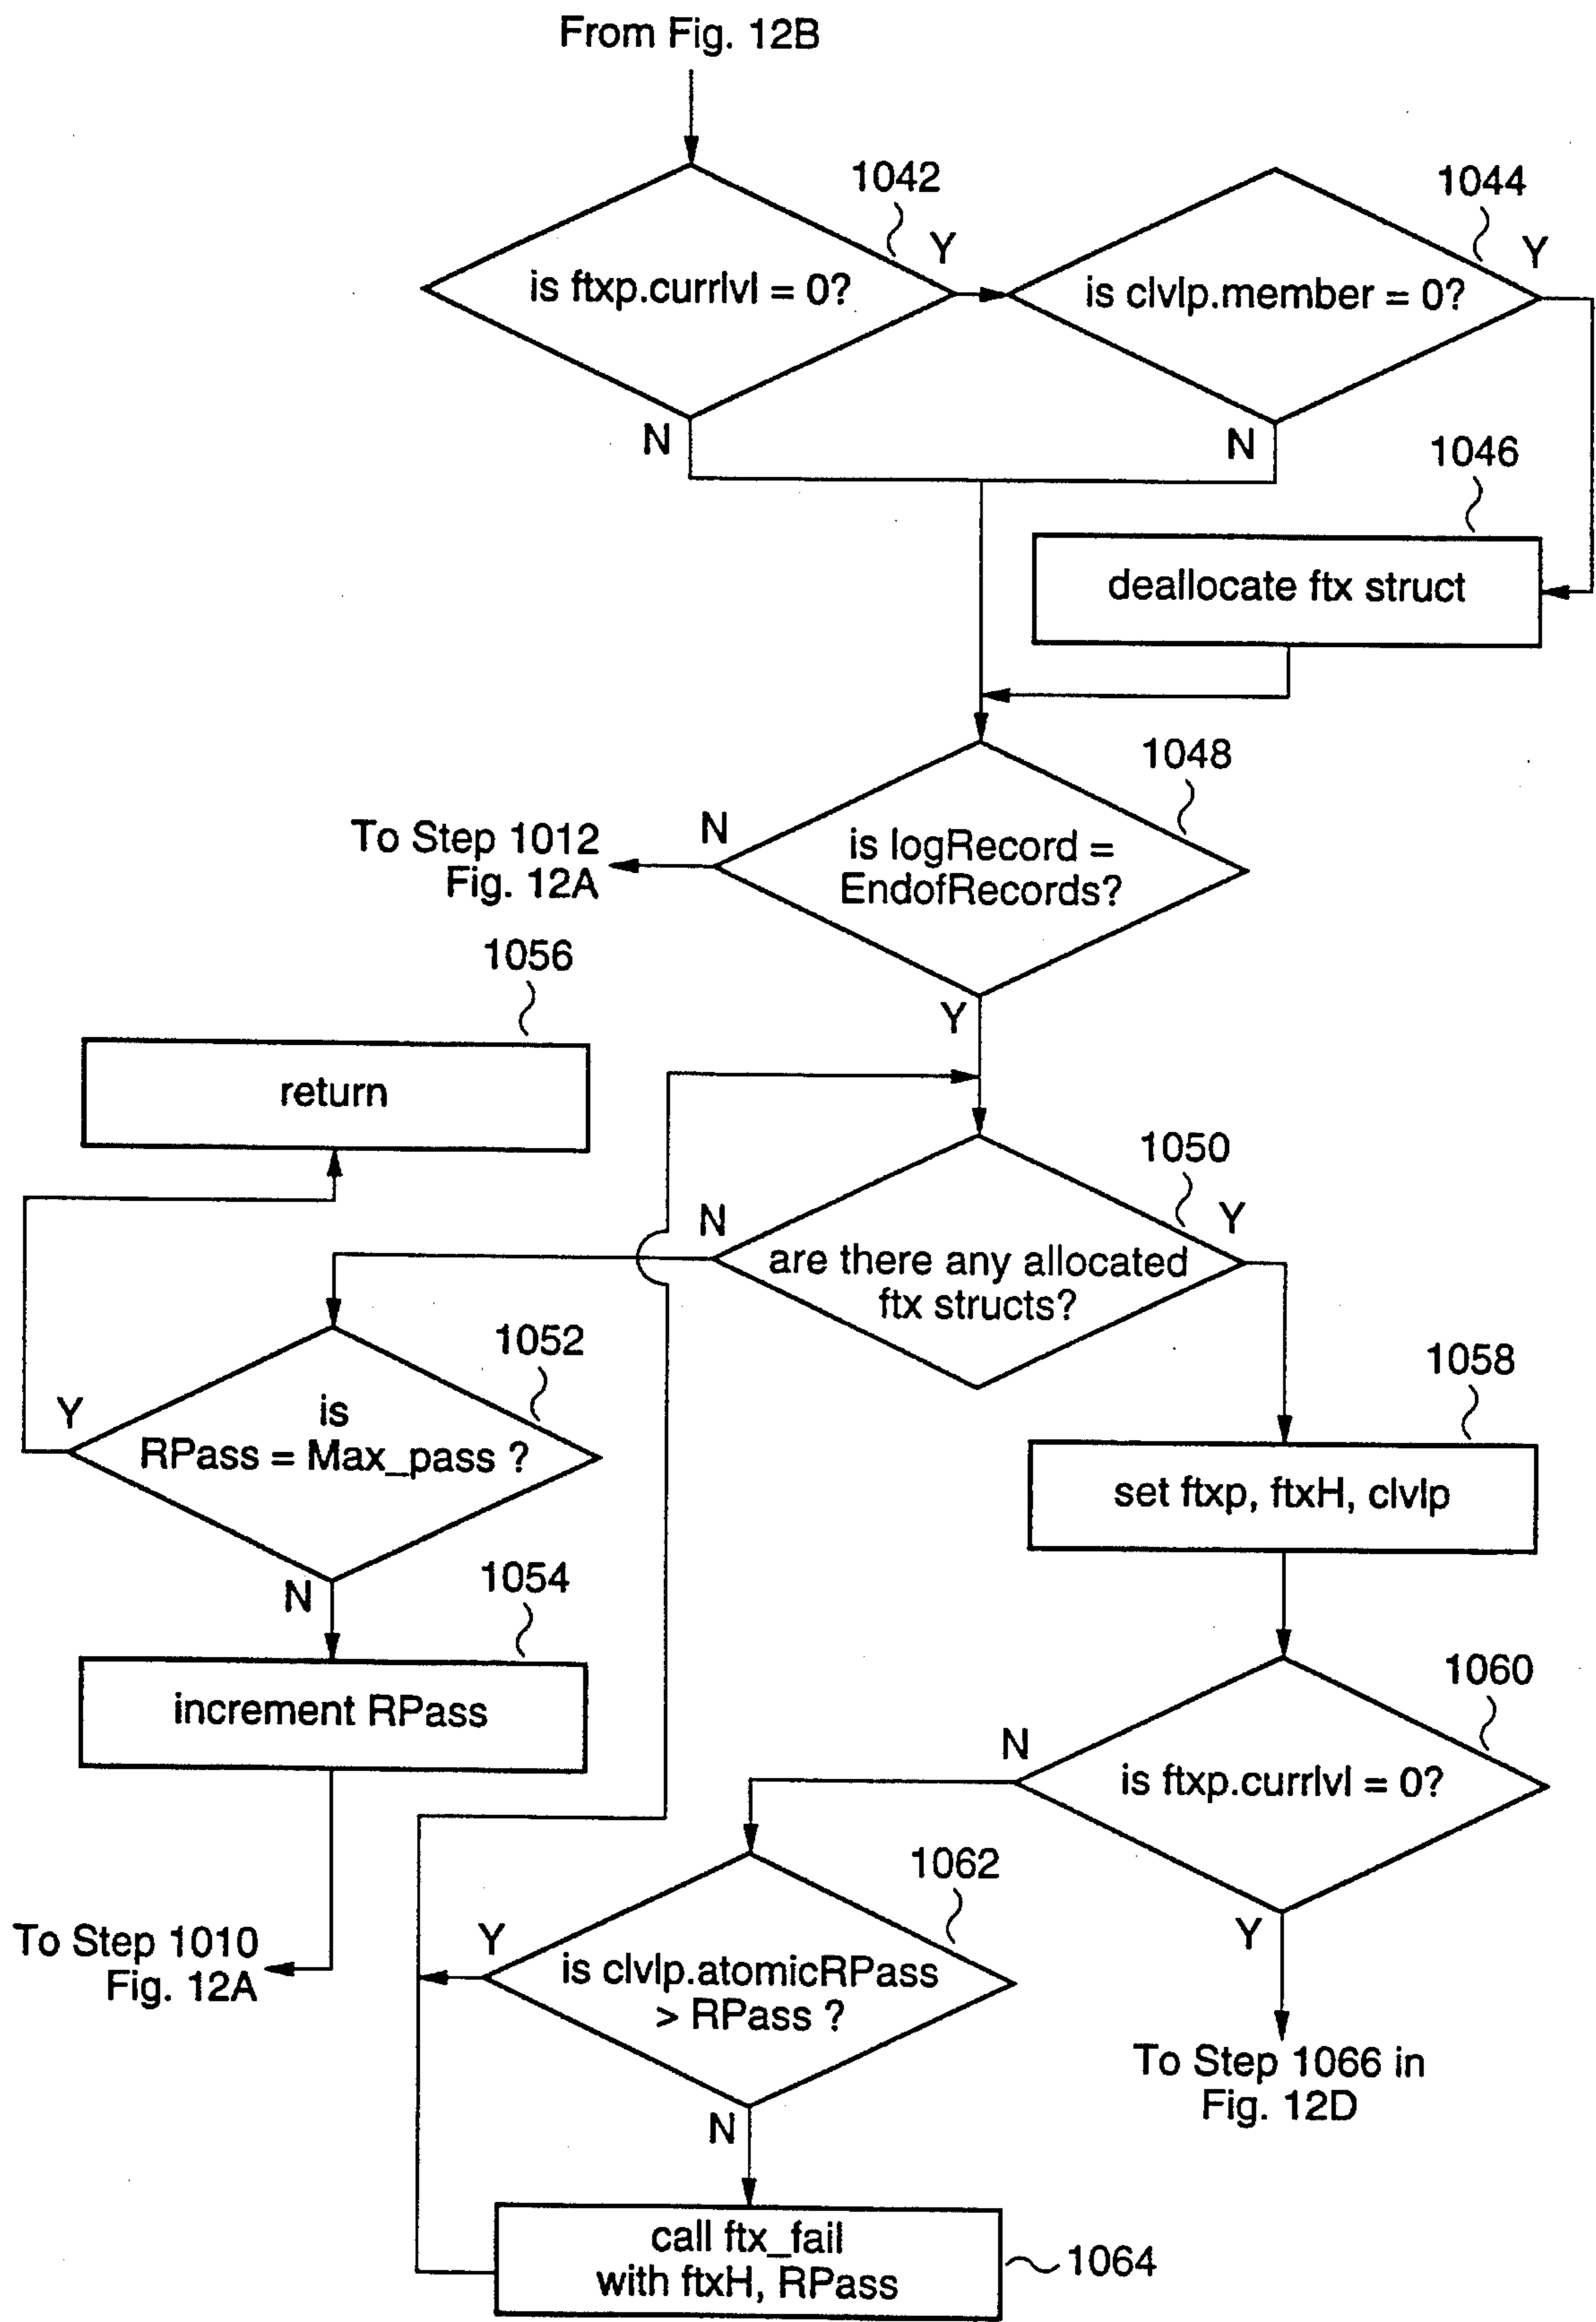 From Fig. 12B
1042
1044
Y
Y
is ftxp.currlvl = 0?
is clvlp.member = 0?
N
N
1046
deallocate ftx struct
1048
N
To Step 1012
Fig. 12A
is logRecord =
EndofRecords?
1056
Y
return
1050
N
Y
are there any allocated
ftx structs?
1052
1058
Y
is
RPass = Max_pass ?
set ftxp, ftxH, clvlp
1054
N
1060
increment RPass
N
is ftxp.currlvl = 0?
1062
Y
Y
To Step 1010
Fig. 12A
is clvlp.atomicRPass
> RPass ?
To Step 1066 in
Fig. 12D
N
call ftx_fail
with ftxH, RPass
1064